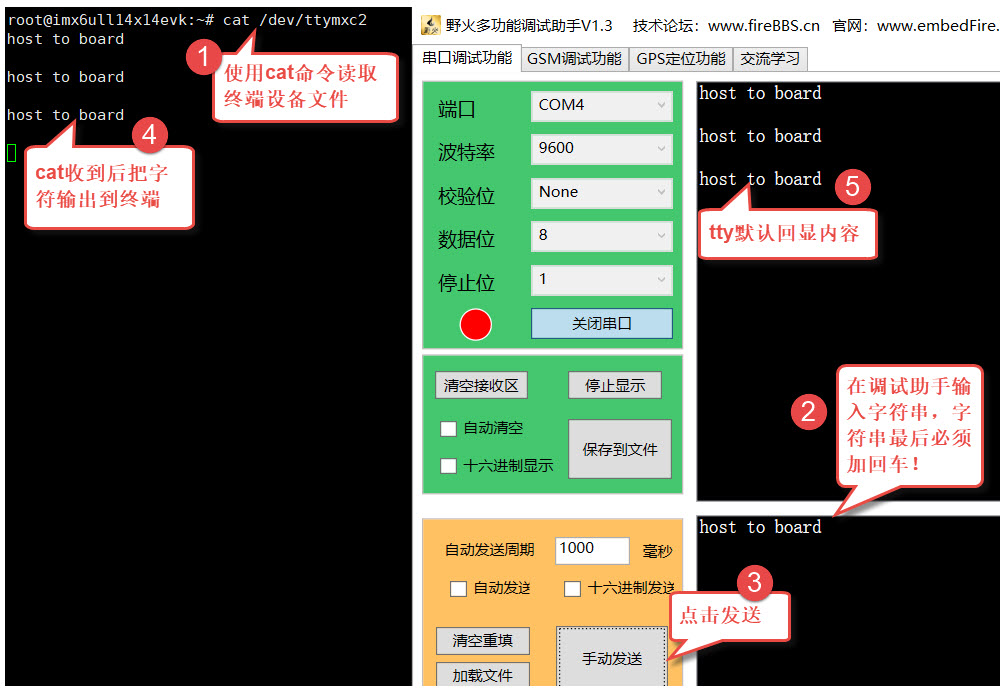 root@imx6ull14x14evk:~# cat /dev/ttymxc2
host to board
host to board
host to board
1
使用cat命令读取
终端设备文件
4
cat收到后把字
符输出到终端
野火多功能调试助手V1.3 技术论坛：www.fireBBS.cn 官网：www.embedFire.
串口调试功能 GSM调试功能 GPS定位功能 交流学习
端口 COM4
波特率 9600
校验位 None
数据位 8
停止位 1
关闭串口
清空接收区 停止显示
自动清空
十六进制显示
保存到文件
自动发送周期 1000 毫秒
自动发送 十六进制发送
清空重填
手动发送
加载文件
host to board
host to board
host to board
5
tty默认回显内容
2
在调试助手输
入字符串，字
符串最后必须
加回车！
host to board
3
点击发送